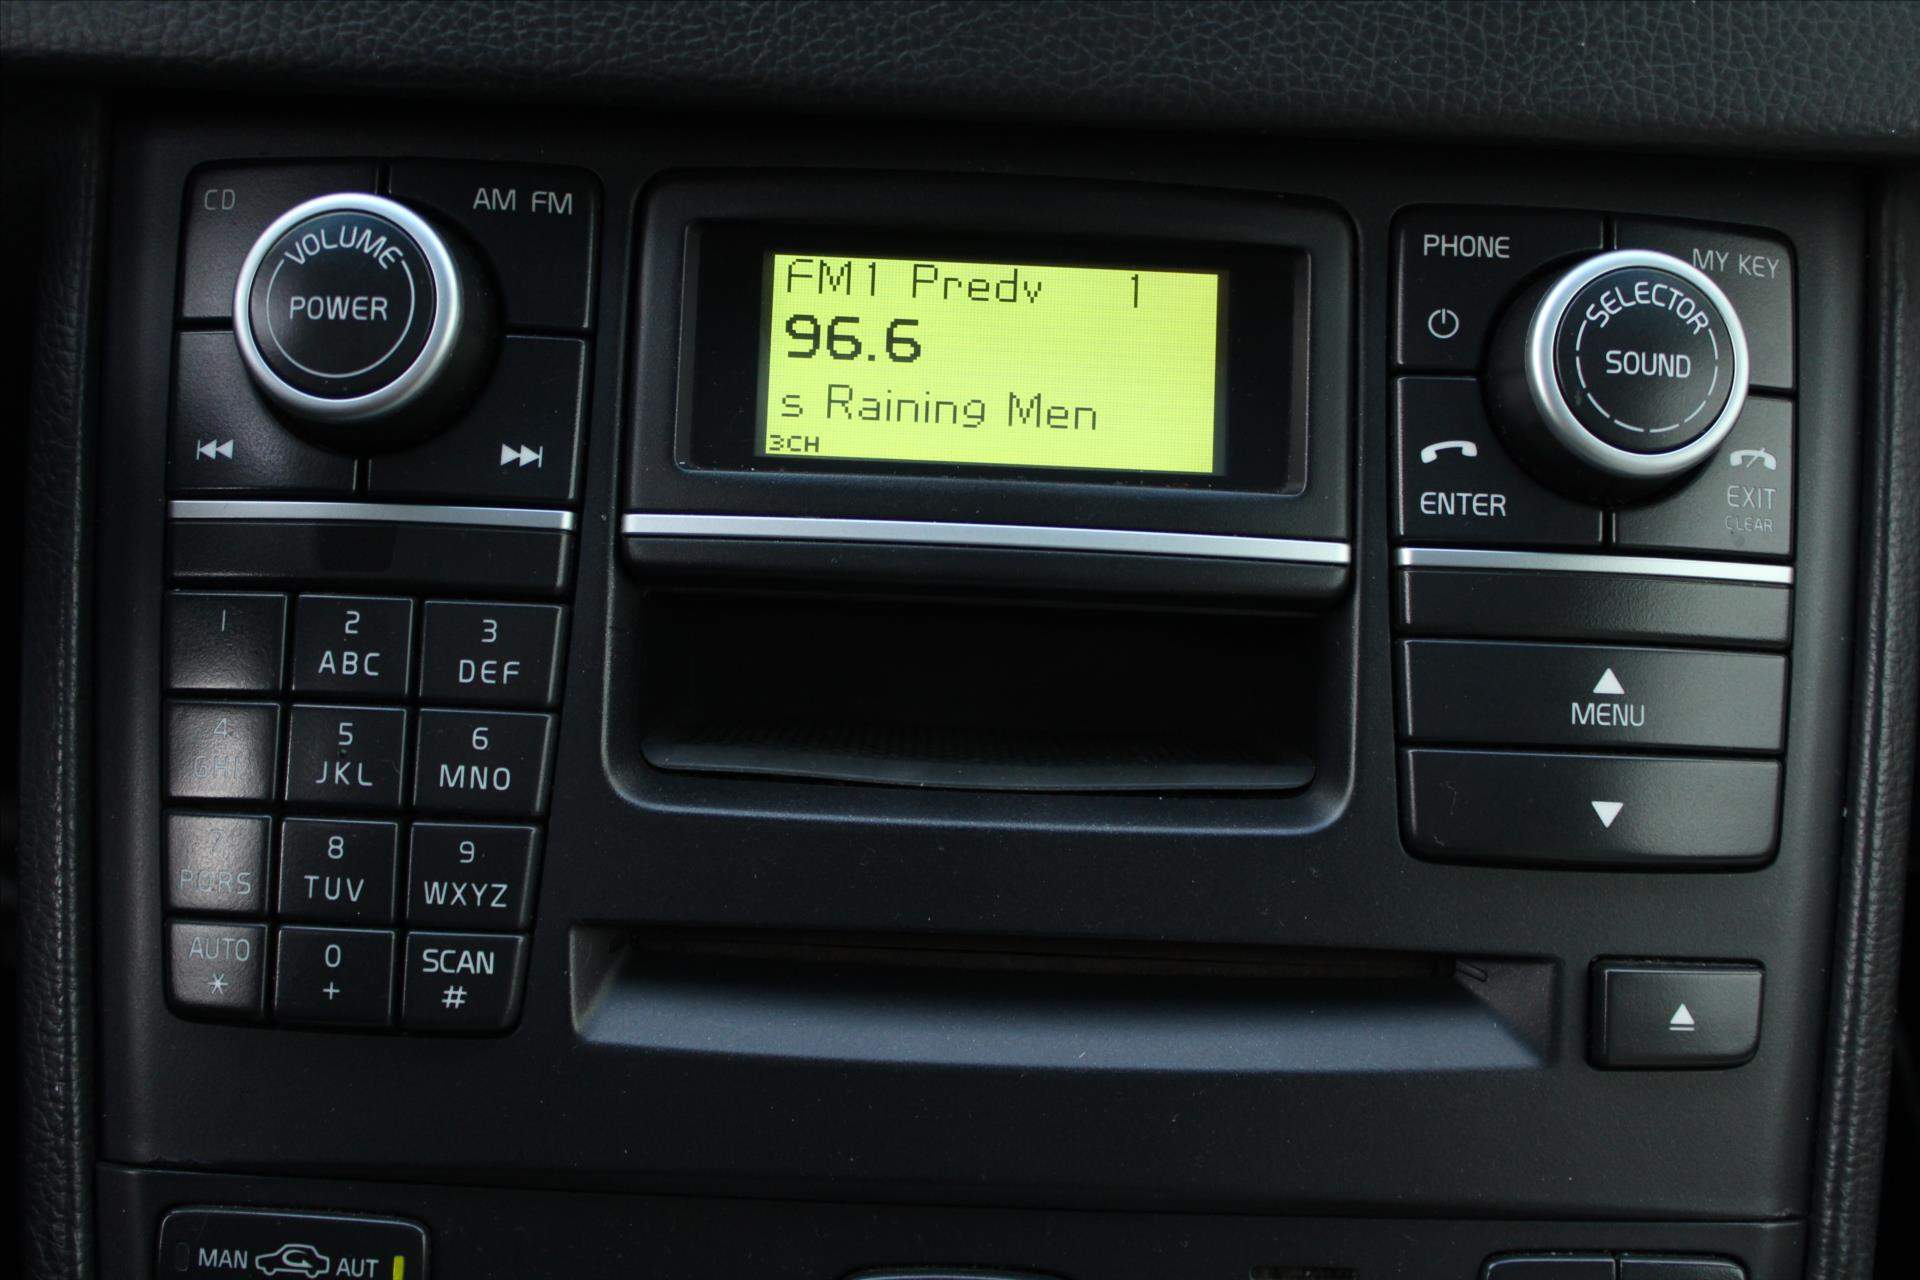 CD
AM FM
VOLUME
POWER
FM1 Predv 1
96.6
s Raining Men
3CH
PHONE
MY KEY
SELECTOR
SOUND
ENTER
EXIT
CLEAR
1
2
ABC
3
DEF
4
GHI
5
JKL
6
MNO
7
PQRS
8
TUV
9
WXYZ
AUTO
*
0
+
SCAN
#
MENU
MAN AUT